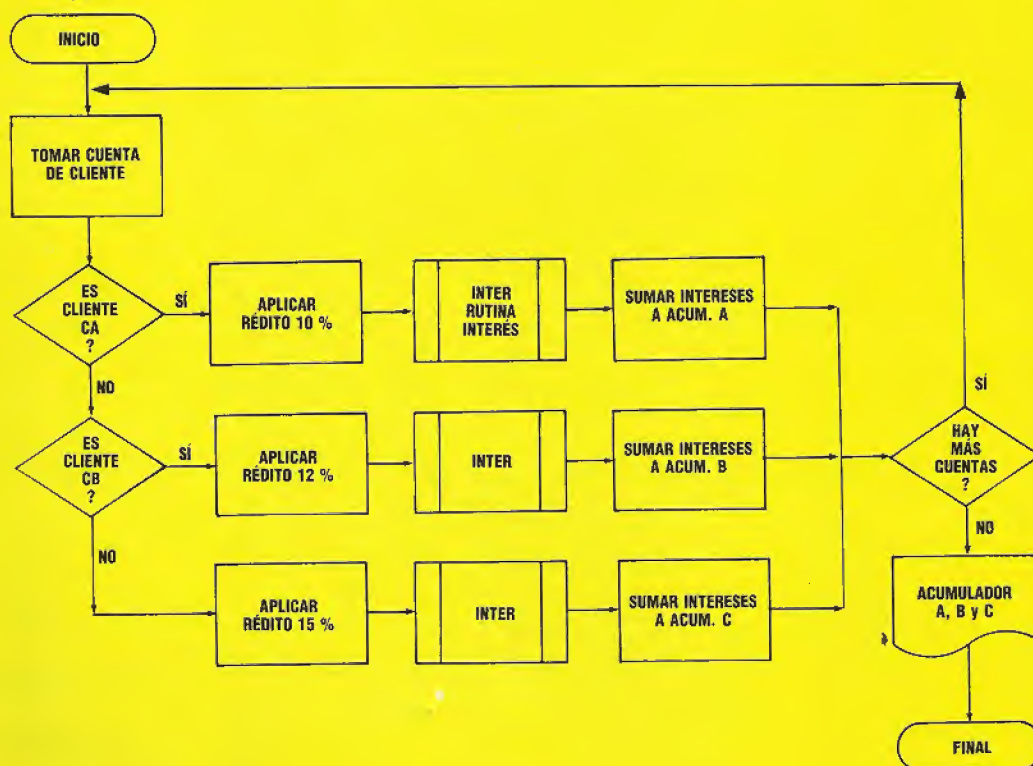 INICIO
TOMAR CUENTA
DE CLIENTE
ES
CLIENTE
CA
?
SÍ
APLICAR
RÉDITO 10 %
INTER
RUTINA
INTERÉS
SUMAR INTERESES
A ACUM. A
NO
ES
CLIENTE
CB
?
SÍ
APLICAR
RÉDITO 12 %
INTER
SUMAR INTERESES
A ACUM. B
NO
APLICAR
RÉDITO 15 %
INTER
SUMAR INTERESES
A ACUM. C
SÍ
HAY
MÁS
CUENTAS
?
NO
ACUMULADOR
A, B y C
FINAL